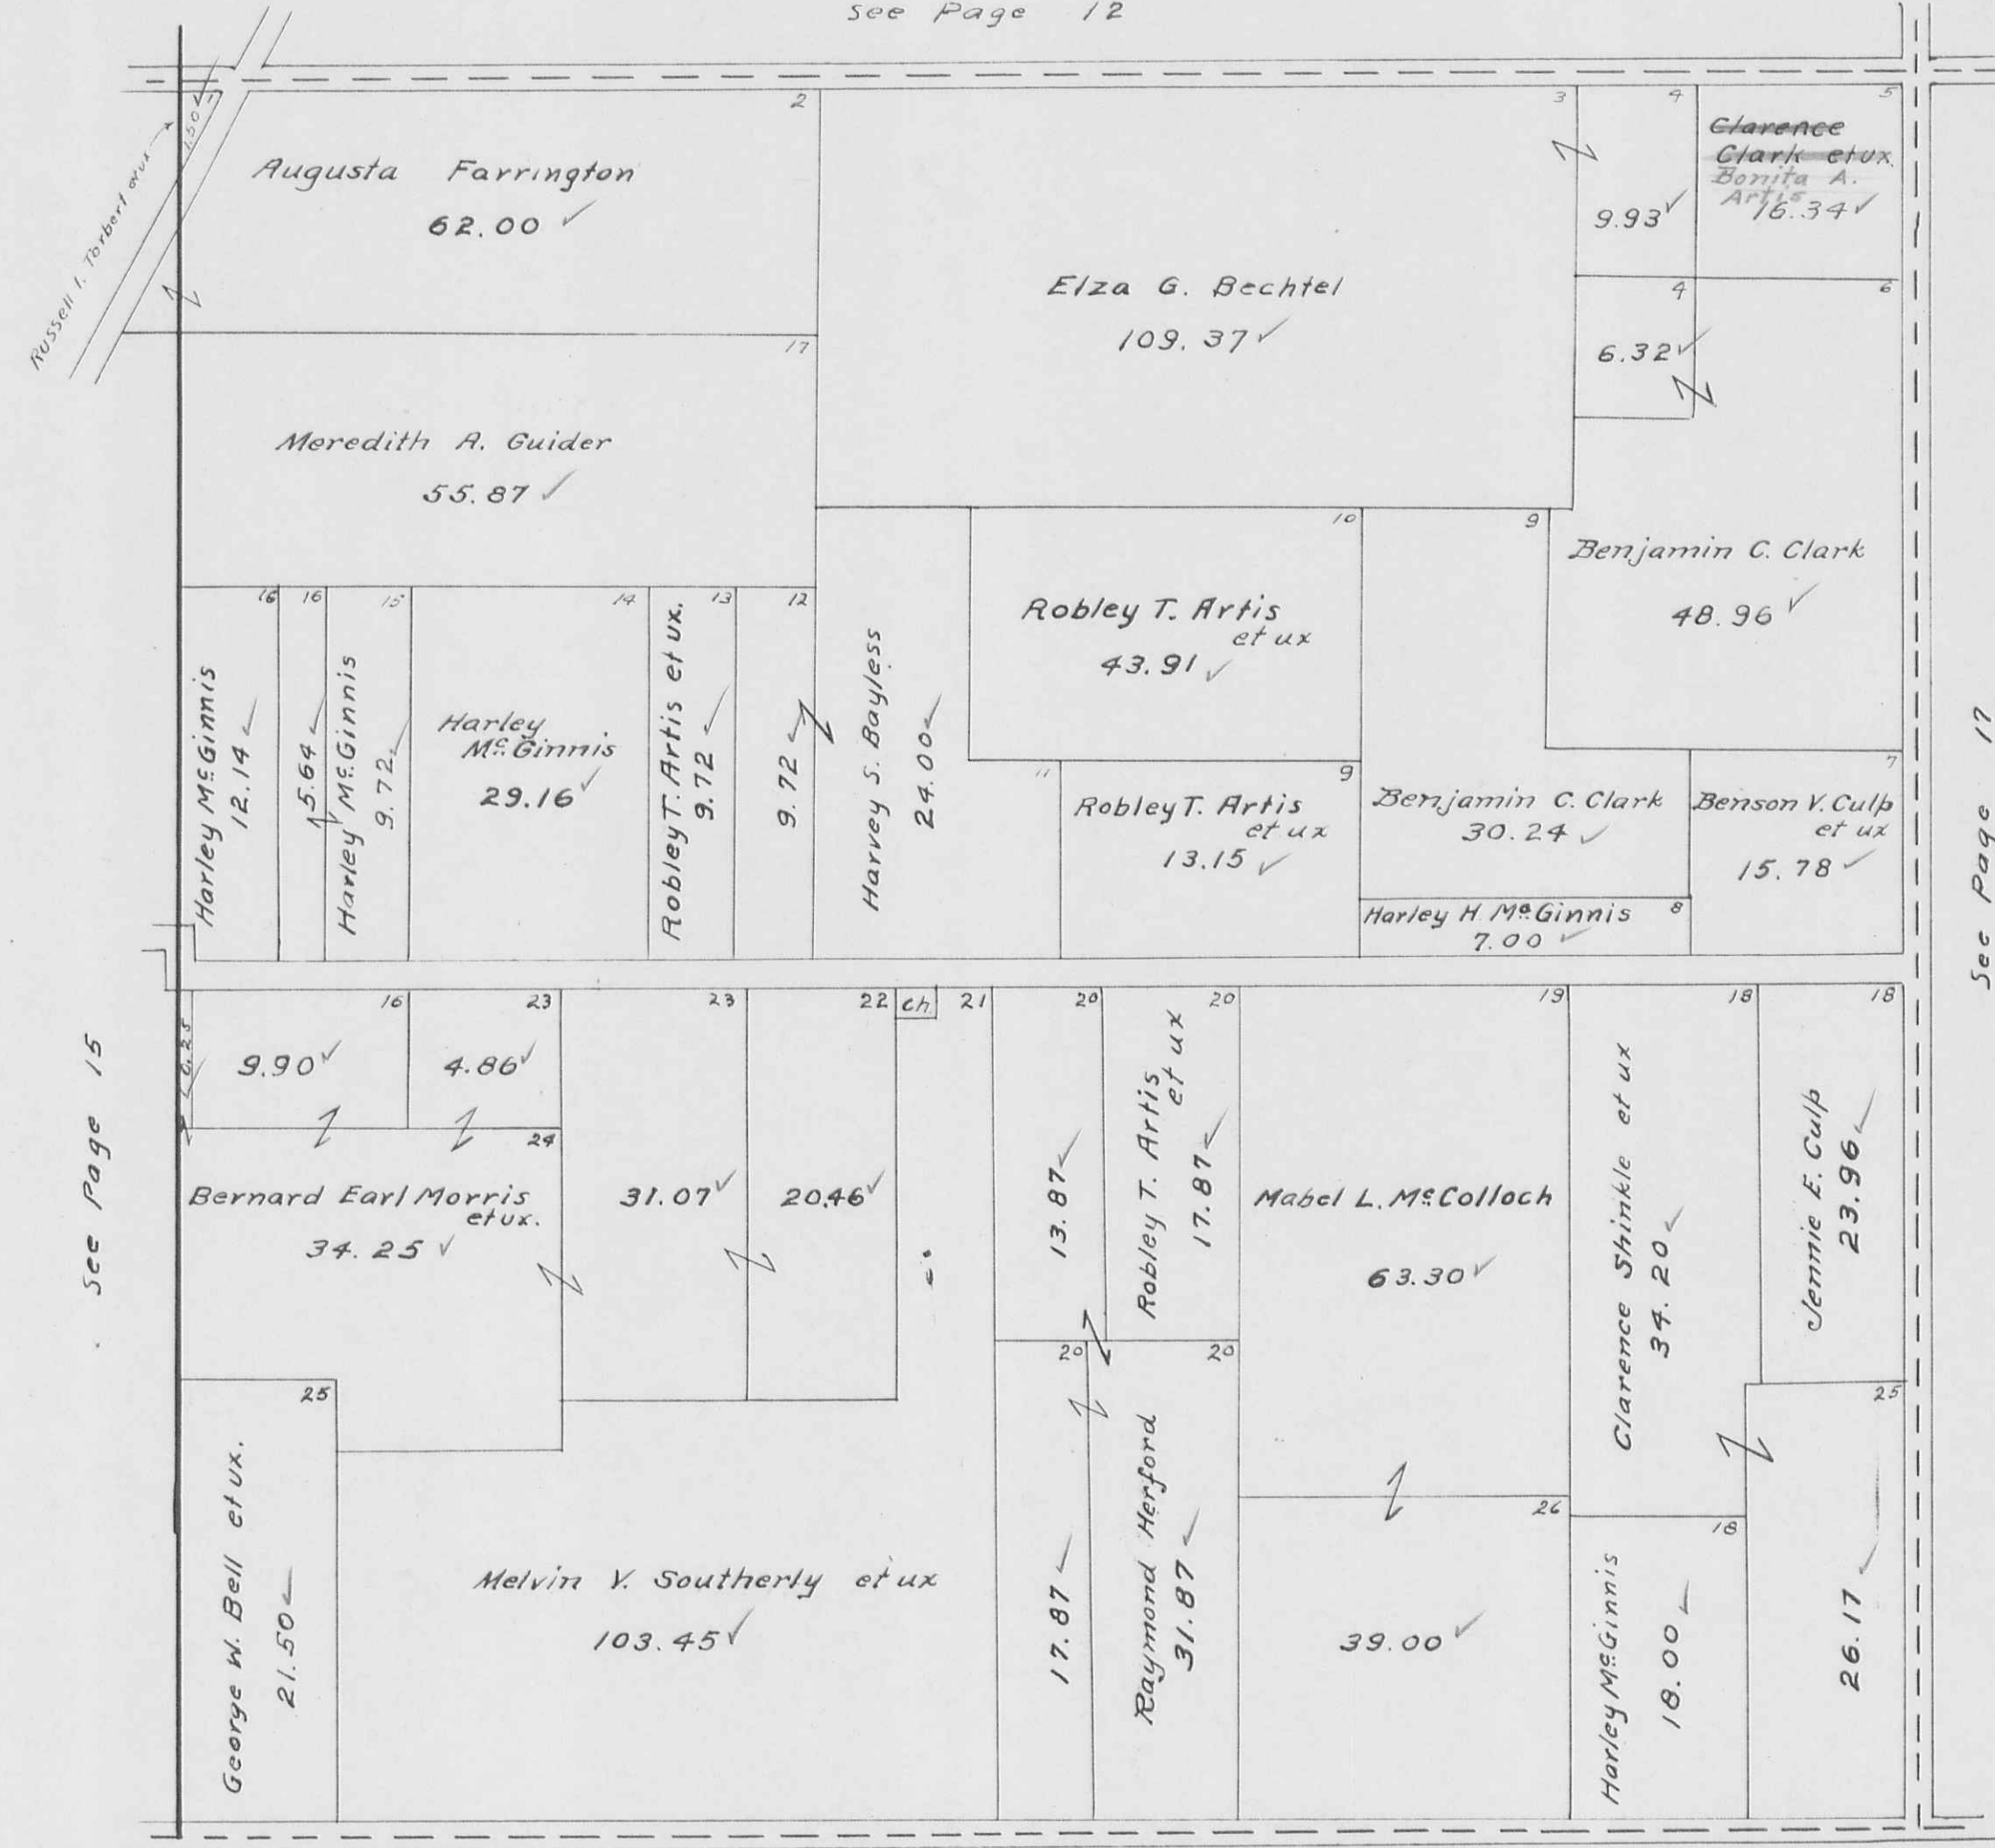 see Page 12
Russell I. Torbert et ux
1.50
2
Augusta Farrington
62.00
3
Elza G. Bechtel
109.37
4
9.93
5
Clarence
Clark et ux.
Bonita A.
Artis
16.34
4
6.32
6
Benjamin C. Clark
48.96
17
Meredith A. Guider
55.87
16
Harley McGinnis
12.14
16
5.64
15
Harley McGinnis
9.72
14
Harley
McGinnis
29.16
13
Robley T. Artis et ux.
9.72
12
9.72
Harvey S. Bayless
24.00
11
10
Robley T. Artis
et ux
43.91
9
Robley T. Artis
et ux
13.15
9
Benjamin C. Clark
30.24
7
Benson V. Culp
et ux
15.78
Harley H. McGinnis 8
7.00
See Page 17
See Page 15
0.25
16
9.90
23
4.86
24
Bernard Earl Morris
et ux.
34.25
23
31.07
22
20.46
ch
21
20
13.87
20
Robley T. Artis
et ux
17.87
19
Mabel L. McColloch
63.30
18
Clarence Shinkle et ux
34.20
18
Jennie E. Culp
23.96
25
George W. Bell et ux.
21.50
Melvin V. Southerly et ux
103.45
20
17.87
20
Raymond Herford
31.87
26
39.00
18
Harley McGinnis
18.00
25
26.17